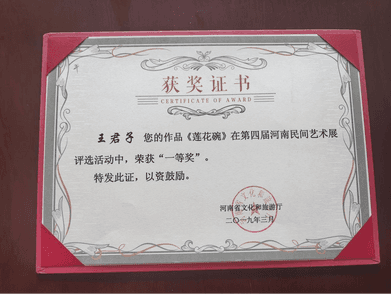 获奖证书
CERTIFICATE OF AWARD
王君子 您的作品《莲花碗》在第四届河南民间艺术展
评选活动中，荣获“一等奖”。
特发此证，以资鼓励。
河南省文化和旅游厅
二〇一九年三月